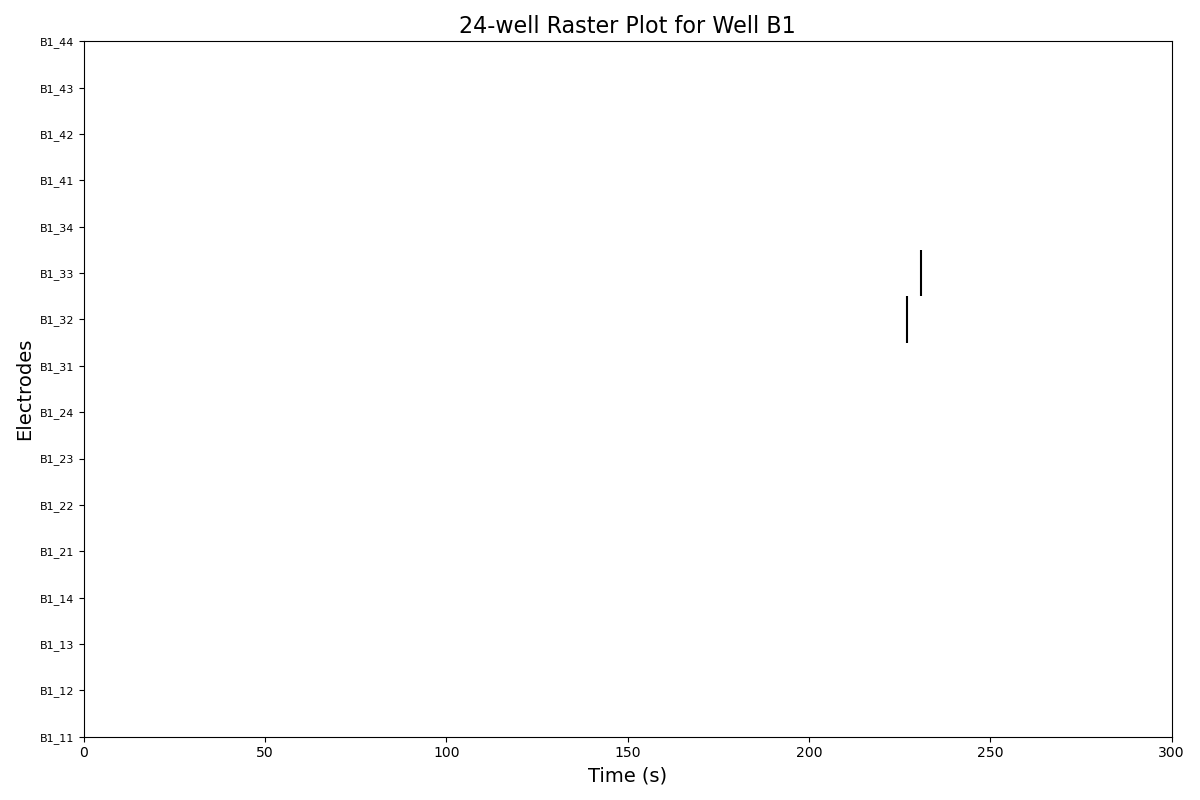 24-well Raster Plot for Well B1
B1_44
B1_43
B1_42
B1_41
B1_34
B1_33
B1_32
B1_31
B1_24
B1_23
B1_22
B1_21
B1_14
B1_13
B1_12
B1_11
Electrodes
0 50 100 150 200 250 300
Time (s)